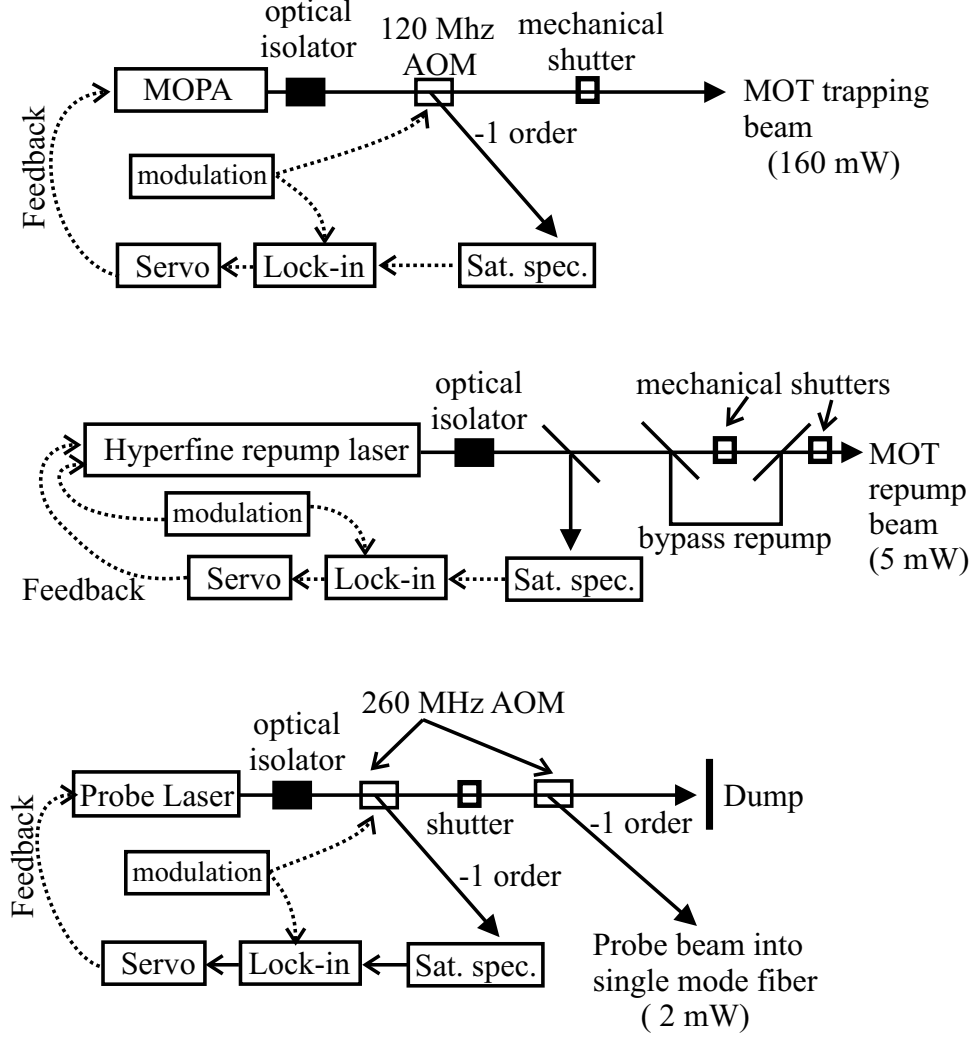 optical
isolator
120 Mhz
AOM
mechanical
shutter
MOPA
MOT trapping
beam
(160 mW)
-1 order
Feedback
modulation
Servo
Lock-in
Sat. spec.
optical
isolator
mechanical shutters
Hyperfine repump laser
MOT
repump
beam
(5 mW)
modulation
bypass repump
Feedback
Servo
Lock-in
Sat. spec.
260 MHz AOM
optical
isolator
Probe Laser
Dump
shutter
-1 order
Feedback
modulation
-1 order
Servo
Lock-in
Sat. spec.
Probe beam into
single mode fiber
( 2 mW)